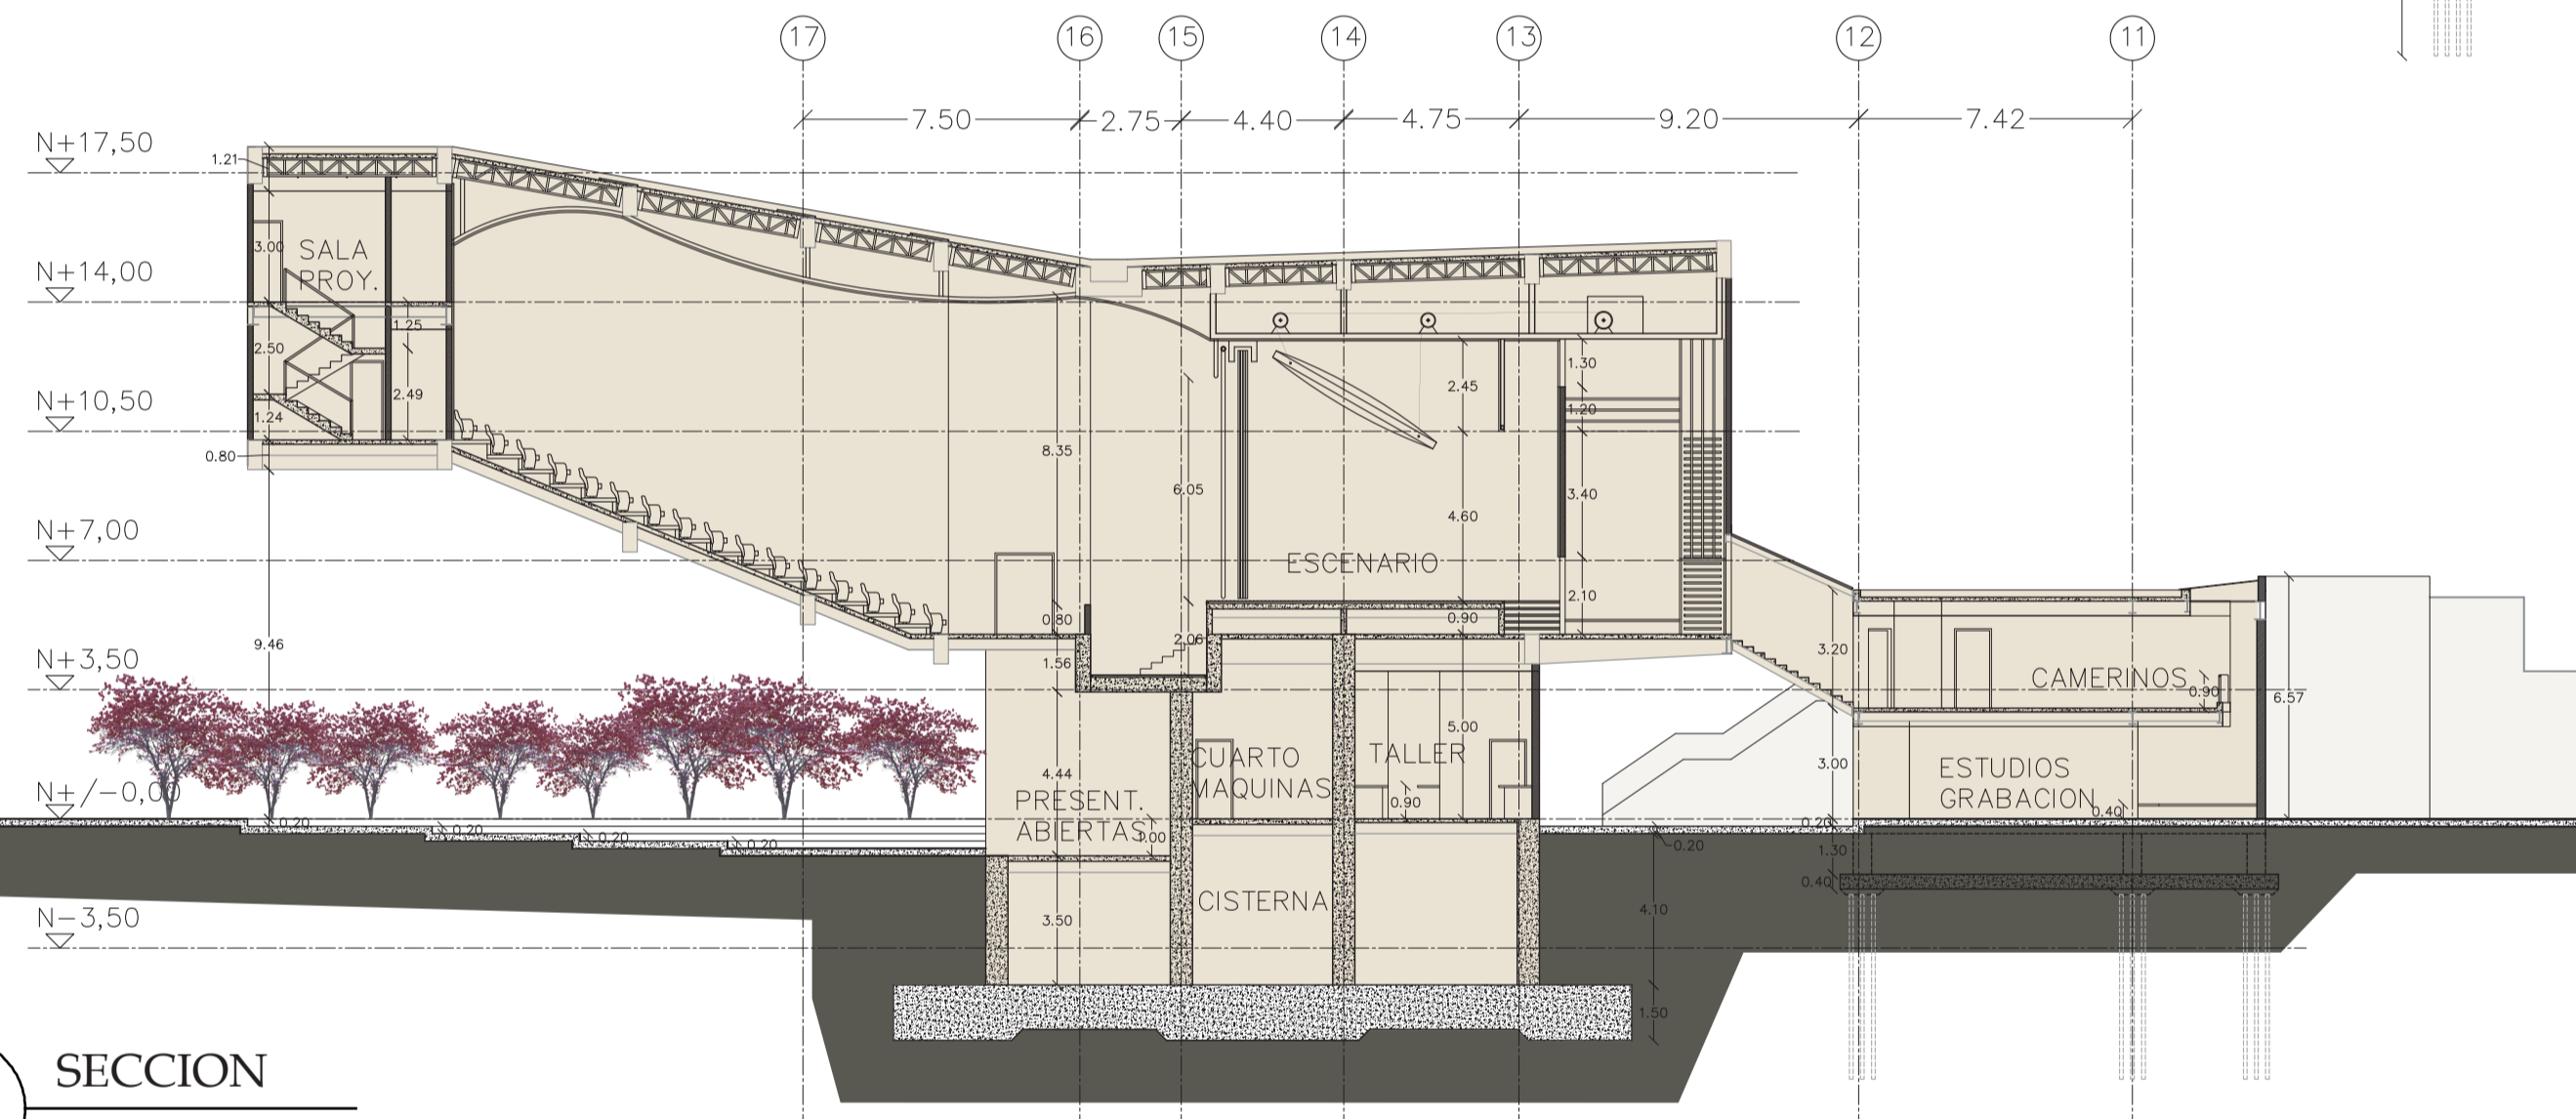 17 16 15 14 13 12 11
7.50 2.75 4.40 4.75 9.20 7.42
N+17,50
1.21
3.00
SALA
PROY.
N+14,00
1.25
2.50
2.49
1.30
2.45
N+10,50
1.24
1.20
0.80
8.35
6.05
3.40
4.60
N+7,00
ESCENARIO
2.10
0.80
0.90
2.06
9.46
1.56
3.20
N+3,50
CAMERINOS
0.90
6.57
5.00
CUARTO
MAQUINAS
TALLER
4.44
3.00
ESTUDIOS
GRABACION
N+/-0,00
PRESENT.
ABIERTAS
0.90
0.40
0.20
0.20
0.20
0.20
1.00
0.20
0.20
1.30
0.40
CISTERNA
3.50
4.10
N-3,50
1.50
SECCION